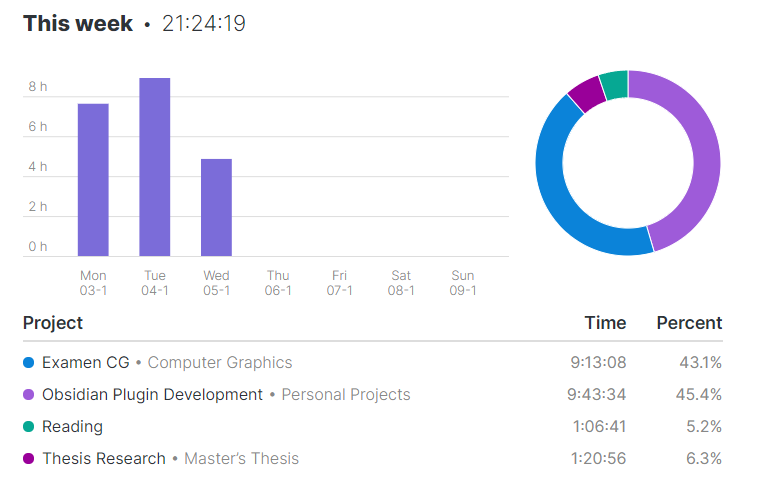 This week • 21:24:19
8 h
6 h
4 h
2 h
0 h
Mon Tue Wed Thu Fri Sat Sun
03-1 04-1 05-1 06-1 07-1 08-1 09-1
Project Time Percent
Examen CG • Computer Graphics 9:13:08 43.1%
Obsidian Plugin Development • Personal Projects 9:43:34 45.4%
Reading 1:06:41 5.2%
Thesis Research • Master's Thesis 1:20:56 6.3%